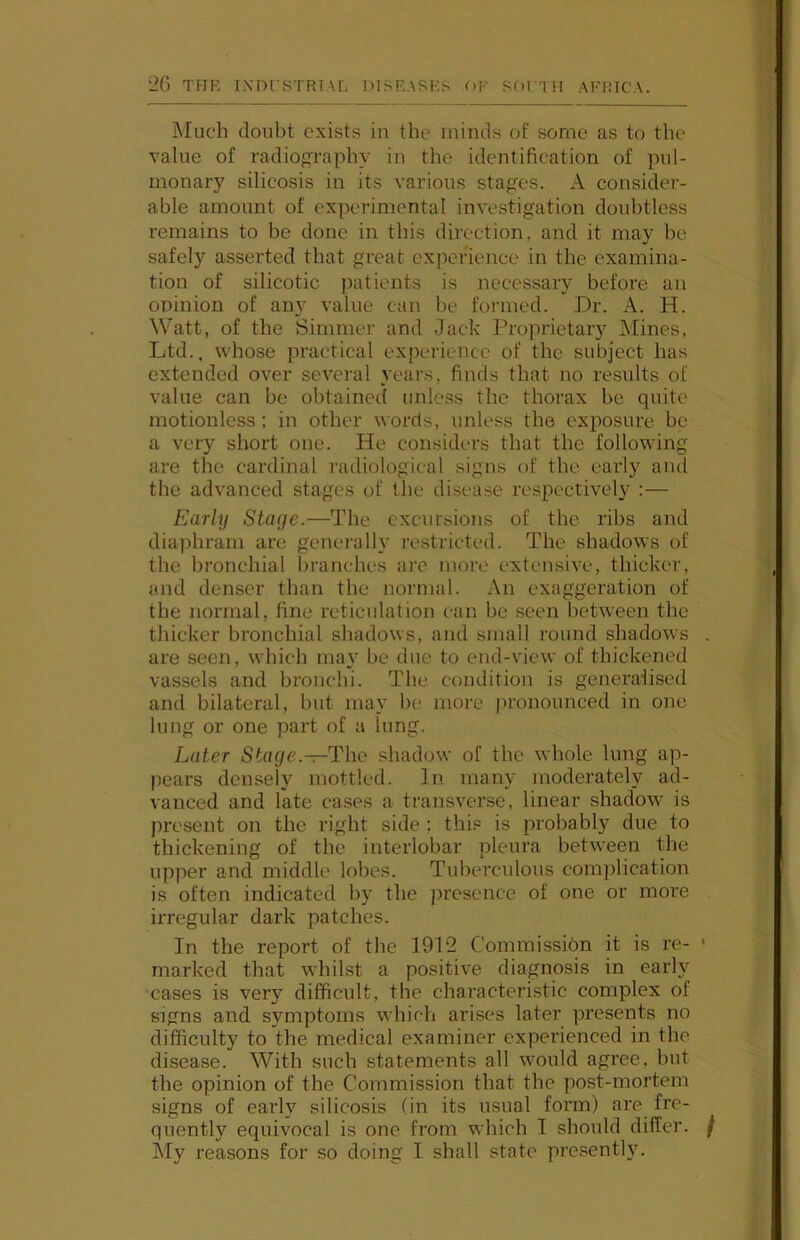 26 THE INDUSTRIAL DISEASES OF SOUTH AFRICA.
Much doubt exists in the minds of some as to the
value of radiography in the identification of pul-
monary silicosis in its various stages. A consider-
able amount of experimental investigation doubtless
remains to be done in this direction, and it may be
safely asserted that great experience in the examina-
tion of silicotic patients is necessary before an
opinion of any value can be formed. Dr. A. H.
Watt, of the Simmer and Jack Proprietary Mines,
Ltd., whose practical experience of the subject has
extended over several years, finds that no results of
value can be obtained unless the thorax be quite
motionless: in other words, unless the exposure be
a very short one. He considers that the following
are the cardinal radiological signs of the early and
the advanced stages of the disease respectively :—
Early Stage.—The excursions of the ribs and
diaphram are generally restricted. The shadows of
the bronchial branches are more extensive, thicker,
and denser than the normal. An exaggeration of
the normal, fine reticulation can be seen between the
thicker bronchial shadows, and small round shadows
are seen, which may be due to end-view of thickened
vassels and bronchi. The condition is generalised
and bilateral, but may be more pronounced in one
lung or one part of a lung.
Later Stage.—The shadow of the whole lung ap-
pears densely mottled. In many moderately ad-
vanced and late cases a transverse, linear shadow is
present on the right side; this is probably due to
thickening of the interlobar pleura between the
upper and middle lobes. Tuberculous complication
is often indicated by the presence of one or more
irregular dark patches.
In the report of the 1912 Commission it is re-
marked that whilst a positive diagnosis in early
cases is very difficult, the characteristic complex of
signs and symptoms which arises later presents no
difficulty to the medical examiner experienced in the
disease. With such statements all would agree, but
the opinion of the Commission that the post-mortem
signs of early silicosis (in its usual form) are fre-
quently equivocal is one from which I should differ.
My reasons for so doing I shall state presently.